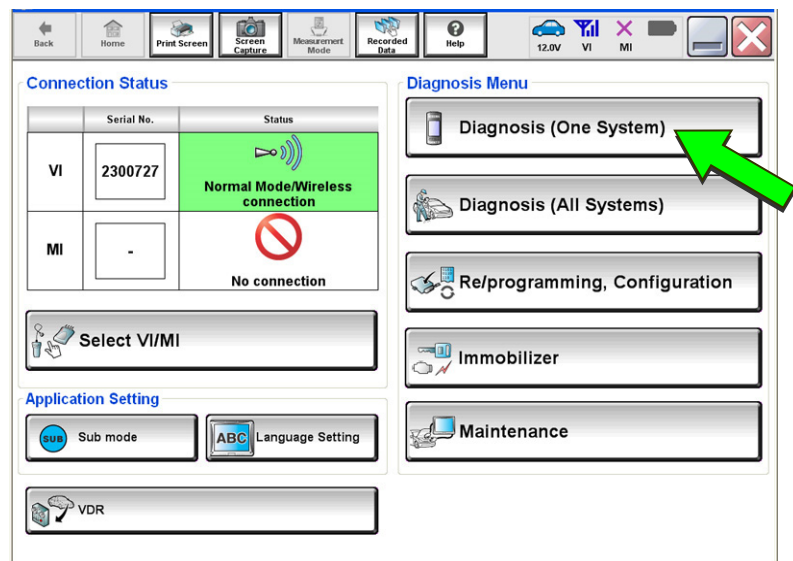 Back
Home
Print Screen
Screen
Capture
Measurement
Mode
Recorded
Data
Help
12.0V
VI
MI
Connection Status
Serial No.
Status
VI
2300727
Normal Mode/Wireless
connection
MI
-
No connection
Select VI/MI
Application Setting
SUB
Sub mode
ABC
Language Setting
VDR
Diagnosis Menu
Diagnosis (One System)
Diagnosis (All Systems)
Re/programming, Configuration
Immobilizer
Maintenance